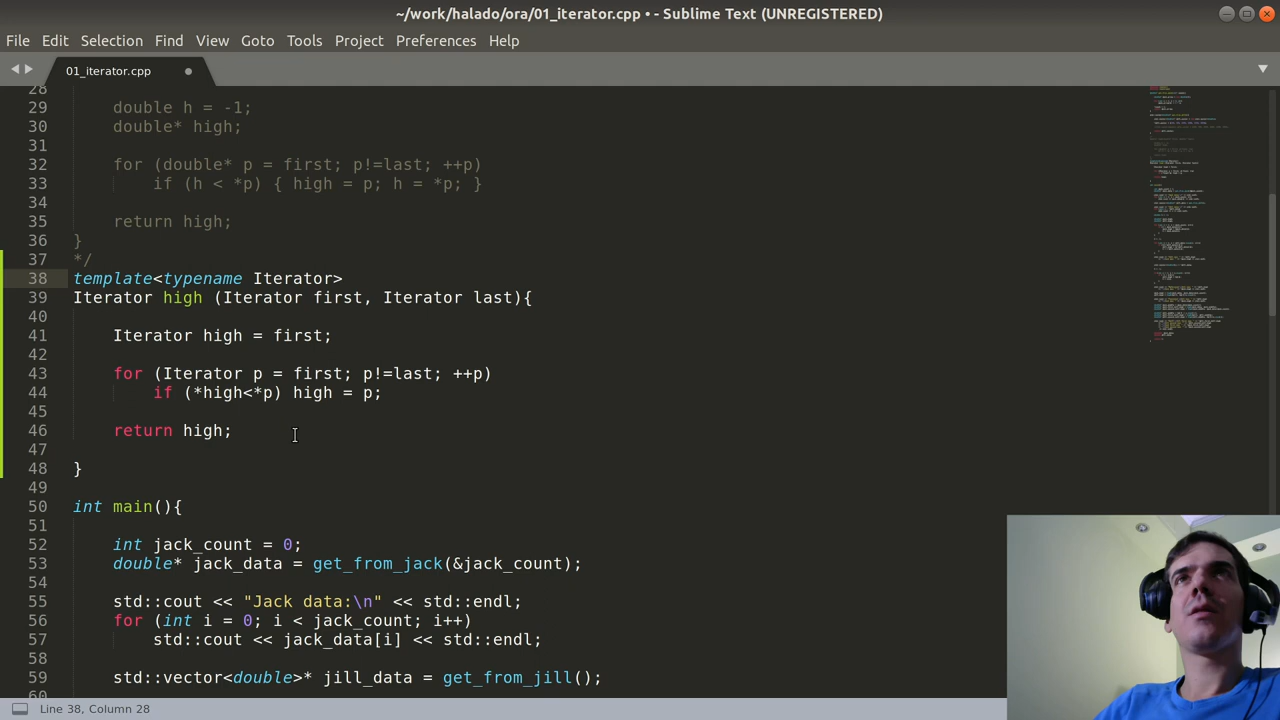 ~/work/halado/ora/01_iterator.cpp • - Sublime Text (UNREGISTERED)
File Edit Selection Find View Goto Tools Project Preferences Help
01_iterator.cpp
28
29 double h = -1;
30 double* high;
31
32 for (double* p = first; p!=last; ++p)
33 if (h < *p) { high = p; h = *p; }
34
35 return high;
36 }
37 */
38 template<typename Iterator>
39 Iterator high (Iterator first, Iterator last){
40
41 Iterator high = first;
42
43 for (Iterator p = first; p!=last; ++p)
44 if (*high<*p) high = p;
45
46 return high;
47
48 }
49
50 int main(){
51
52 int jack_count = 0;
53 double* jack_data = get_from_jack(&jack_count);
54
55 std::cout << "Jack data:\n" << std::endl;
56 for (int i = 0; i < jack_count; i++)
57 std::cout << jack_data[i] << std::endl;
58
59 std::vector<double>* jill_data = get_from_jill();
60
Line 38, Column 28